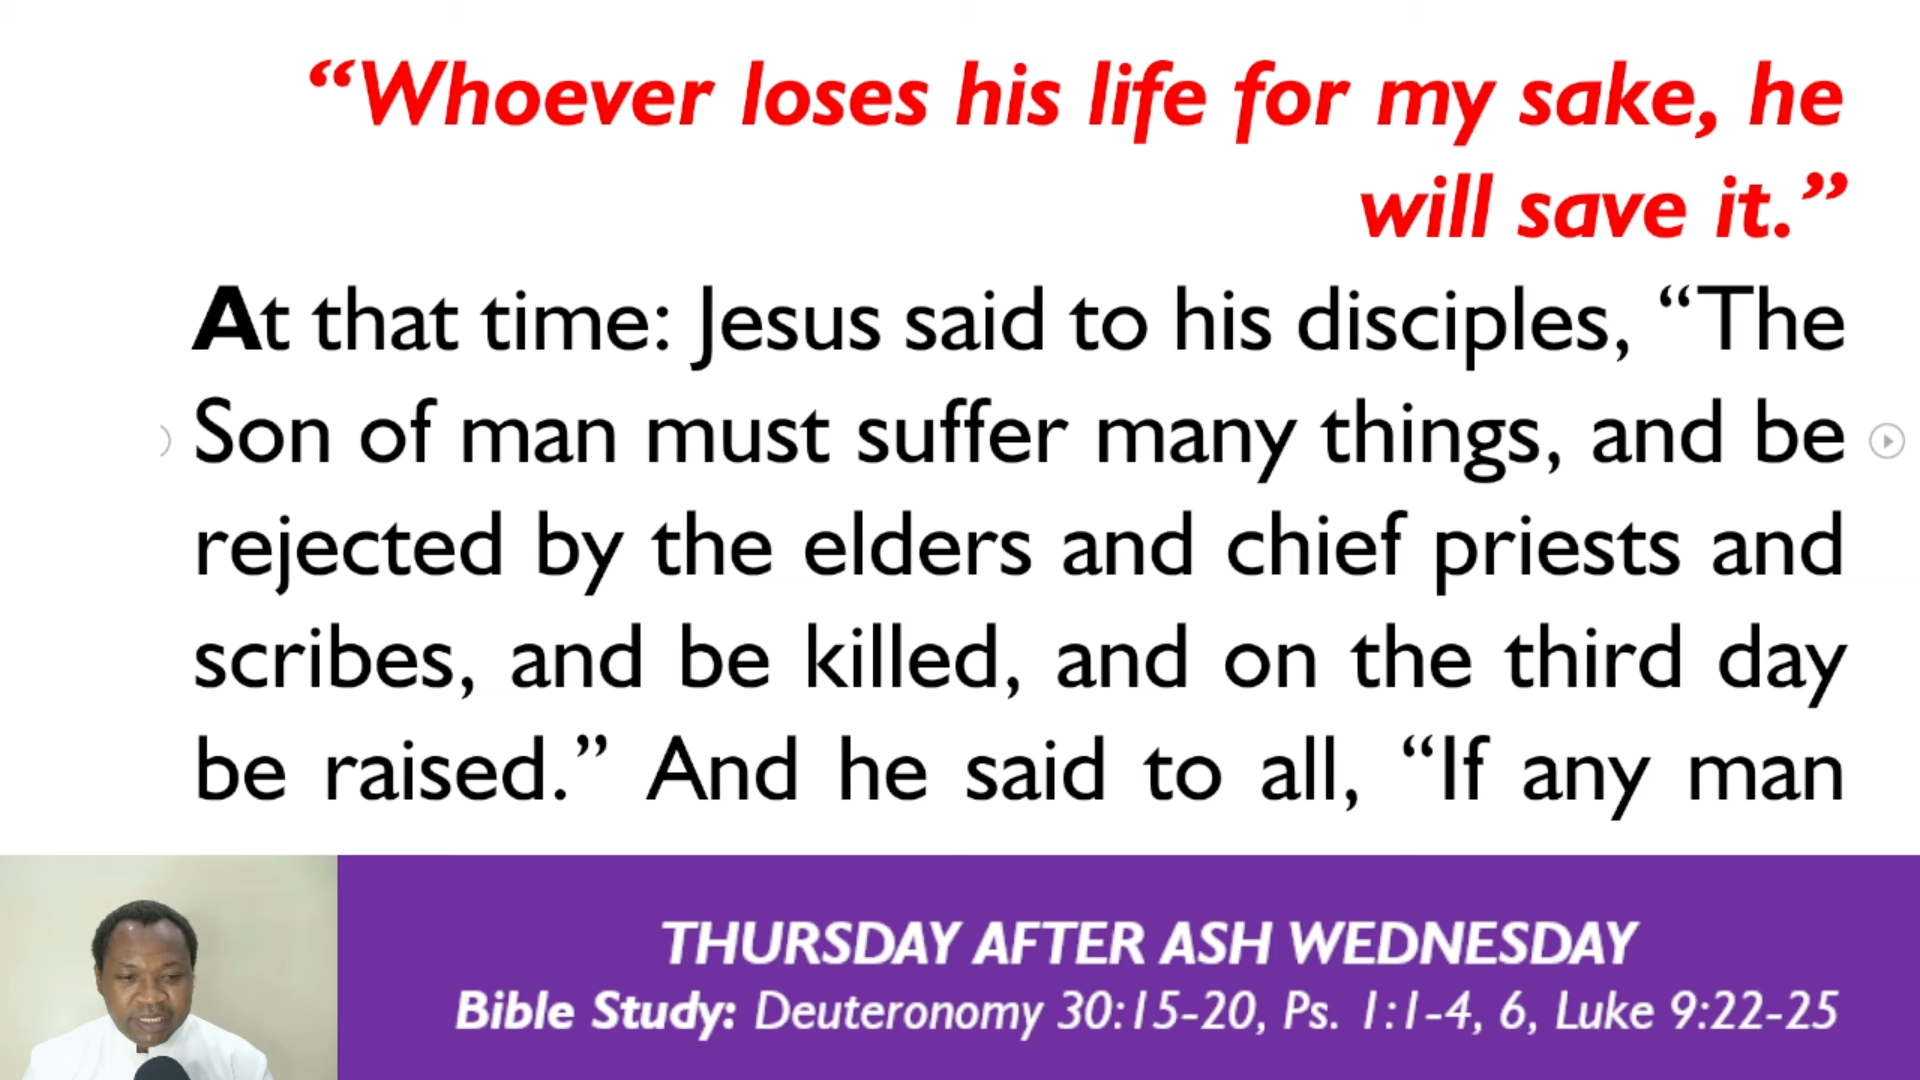 “Whoever loses his life for my sake, he
will save it.”
At that time: Jesus said to his disciples, “The
Son of man must suffer many things, and be
rejected by the elders and chief priests and
scribes, and be killed, and on the third day
be raised.” And he said to all, “If any man
THURSDAY AFTER ASH WEDNESDAY
Bible Study: Deuteronomy 30:15-20, Ps. 1:1-4, 6, Luke 9:22-25